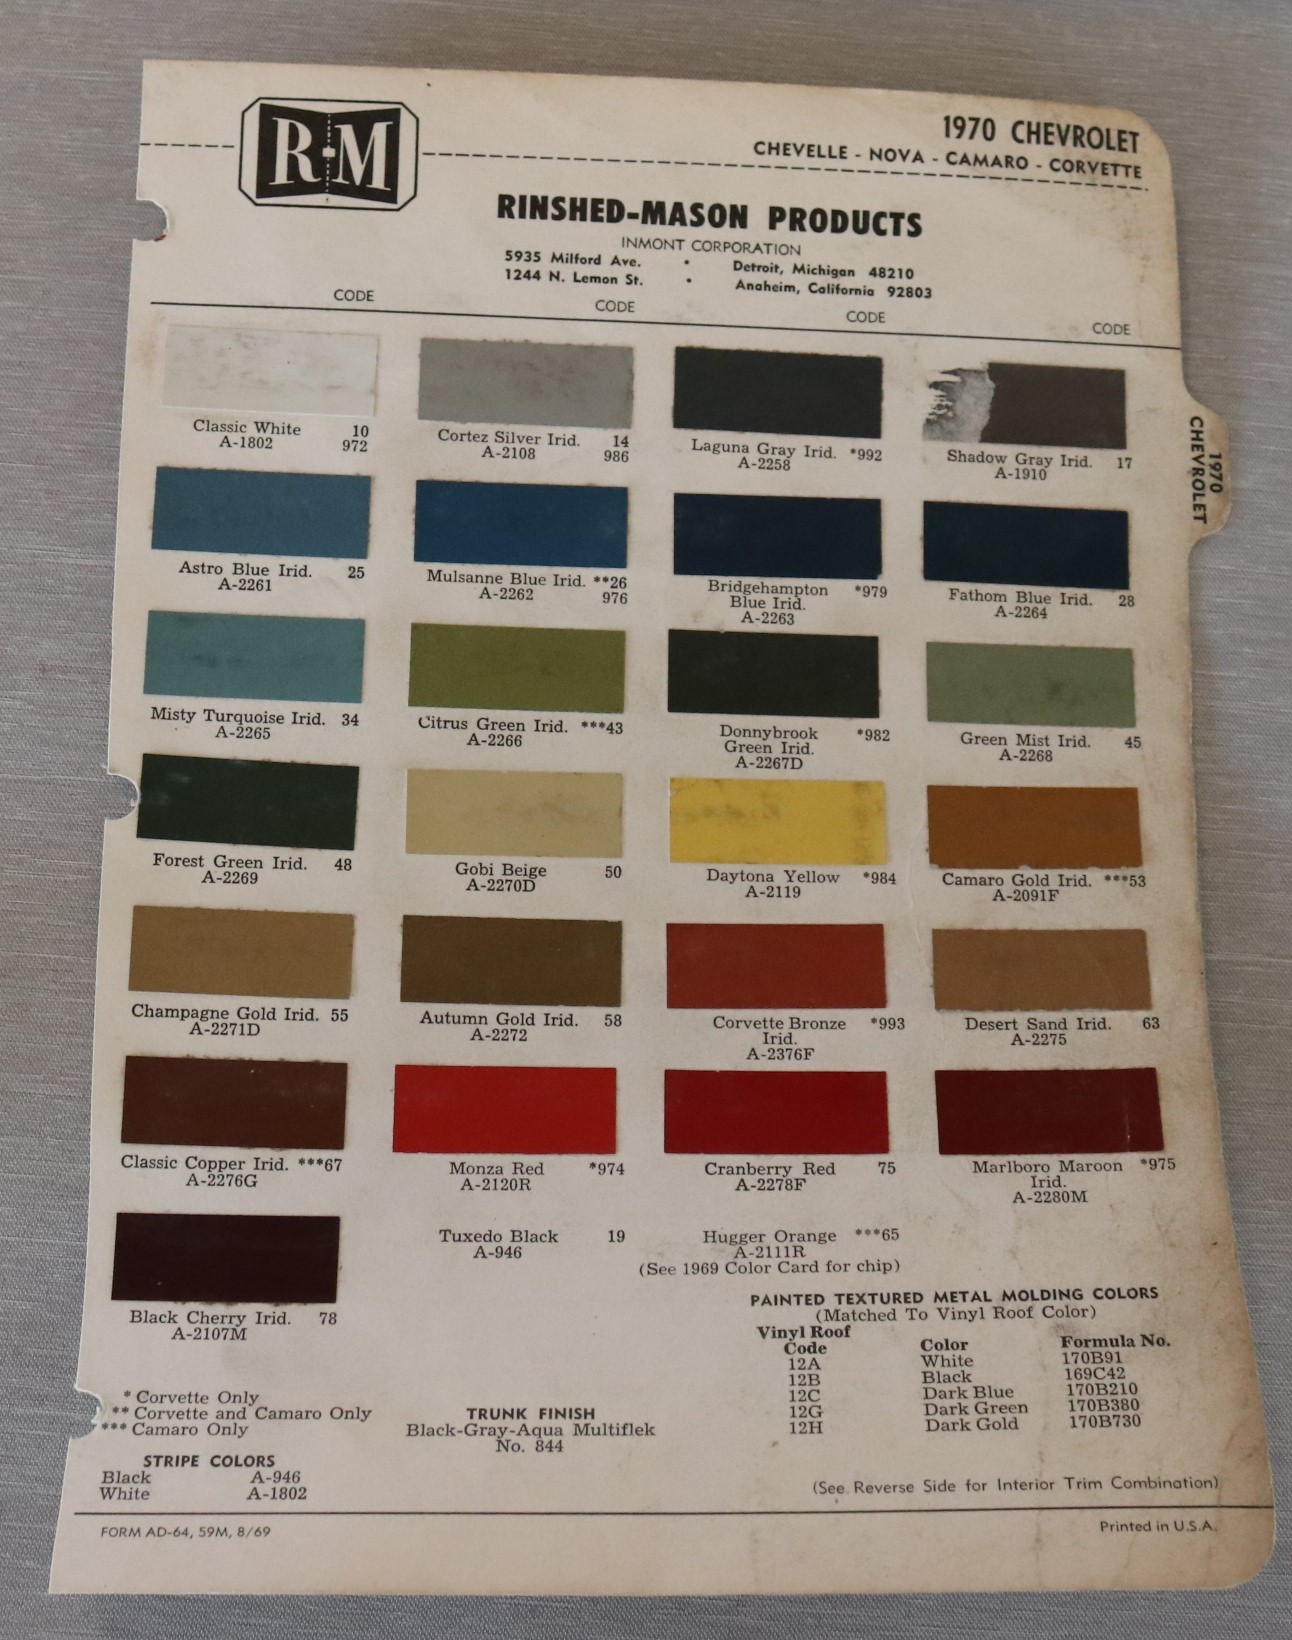 R-M
1970 CHEVROLET
CHEVELLE - NOVA - CAMARO - CORVETTE
RINSHED-MASON PRODUCTS
INMONT CORPORATION
5935 Milford Ave. • Detroit, Michigan 48210
1244 N. Lemon St. • Anaheim, California 92803
CODE CODE CODE CODE
Classic White 10
A-1802 972
Cortez Silver Irid. 14
A-2108 986
Laguna Gray Irid. *992
A-2258
Shadow Gray Irid. 17
A-1910
1970
CHEVROLET
Astro Blue Irid. 25
A-2261
Mulsanne Blue Irid. **26
A-2262 976
Bridgehampton *979
Blue Irid.
A-2263
Fathom Blue Irid. 28
A-2264
Misty Turquoise Irid. 34
A-2265
Citrus Green Irid. ***43
A-2266
Donnybrook *982
Green Irid.
A-2267D
Green Mist Irid. 45
A-2268
Forest Green Irid. 48
A-2269
Gobi Beige 50
A-2270D
Daytona Yellow *984
A-2119
Camaro Gold Irid. ***53
A-2091F
Champagne Gold Irid. 55
A-2271D
Autumn Gold Irid. 58
A-2272
Corvette Bronze *993
Irid.
A-2376F
Desert Sand Irid. 63
A-2275
Classic Copper Irid. ***67
A-2276G
Monza Red *974
A-2120R
Cranberry Red 75
A-2278F
Marlboro Maroon *975
Irid.
A-2280M
Black Cherry Irid. 78
A-2107M
Tuxedo Black 19
A-946
Hugger Orange ***65
A-2111R
(See 1969 Color Card for chip)
PAINTED TEXTURED METAL MOLDING COLORS
(Matched To Vinyl Roof Color)
Vinyl Roof
Code Color Formula No.
12A White 170B91
12B Black 169C42
12C Dark Blue 170B210
12G Dark Green 170B380
12H Dark Gold 170B730
* Corvette Only
** Corvette and Camaro Only
*** Camaro Only
TRUNK FINISH
Black-Gray-Aqua Multiflek
No. 844
STRIPE COLORS
Black A-946
White A-1802
(See Reverse Side for Interior Trim Combination)
FORM AD-64, 59M, 8/69
Printed in U.S.A.